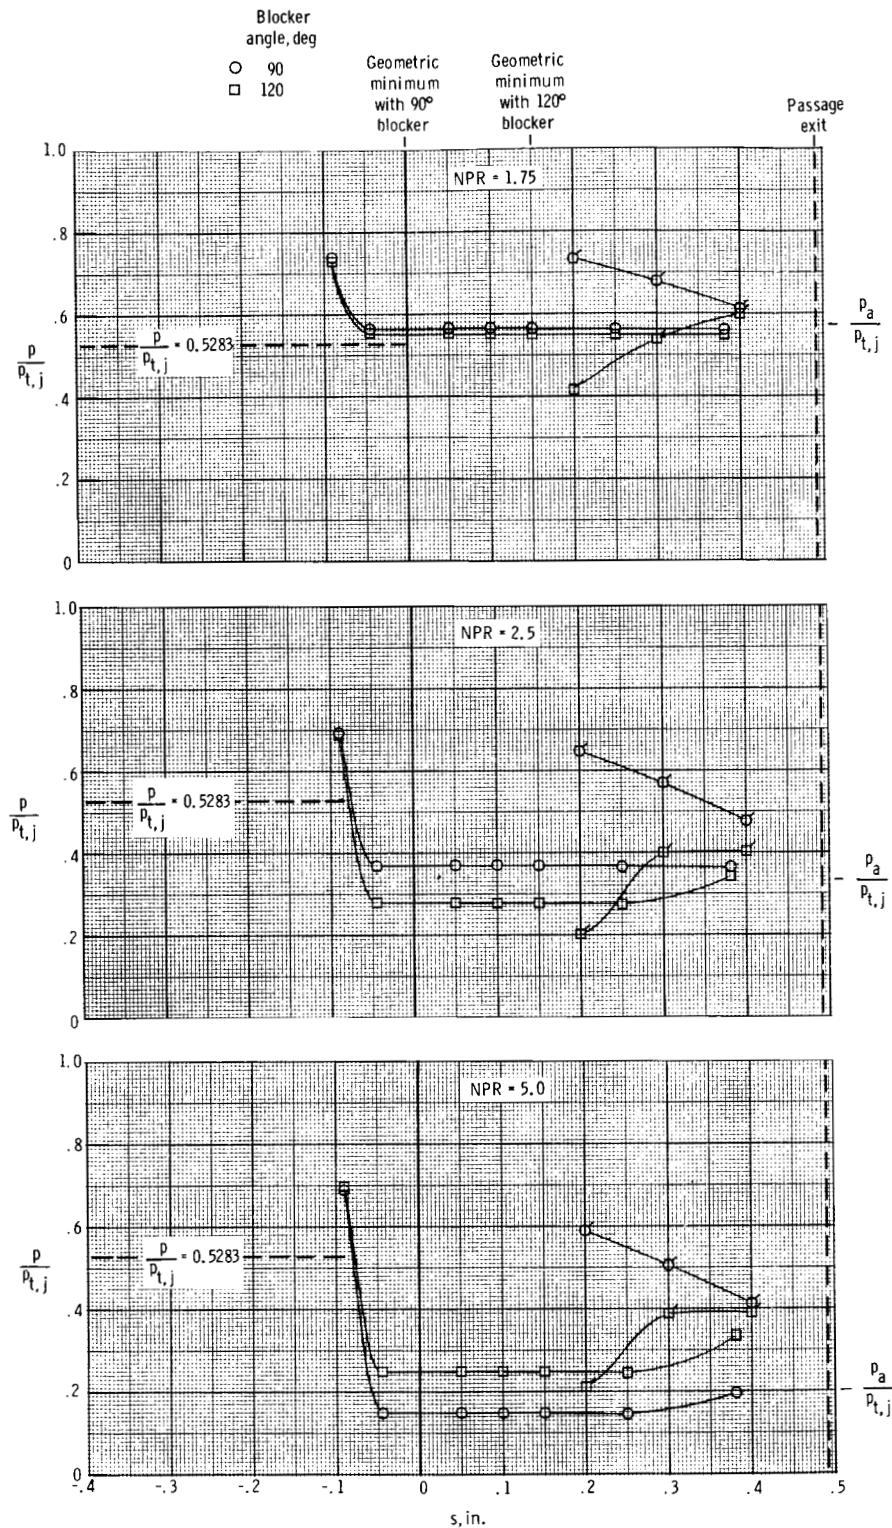 Blocker
angle, deg
○ 90
□ 120
Geometric
minimum
with 90°
blocker
Geometric
minimum
with 120°
blocker
Passage
exit
NPR = 1.75
1.0
.8
.6
.4
.2
0
p
p_t,j
p
p_t,j = 0.5283
p_a
p_t,j
NPR = 2.5
1.0
.8
.6
.4
.2
0
p
p_t,j
p
p_t,j = 0.5283
p_a
p_t,j
NPR = 5.0
1.0
.8
.6
.4
.2
0
p
p_t,j
p
p_t,j = 0.5283
p_a
p_t,j
-.4 -.3 -.2 -.1 0 .1 .2 .3 .4 .5
s, in.